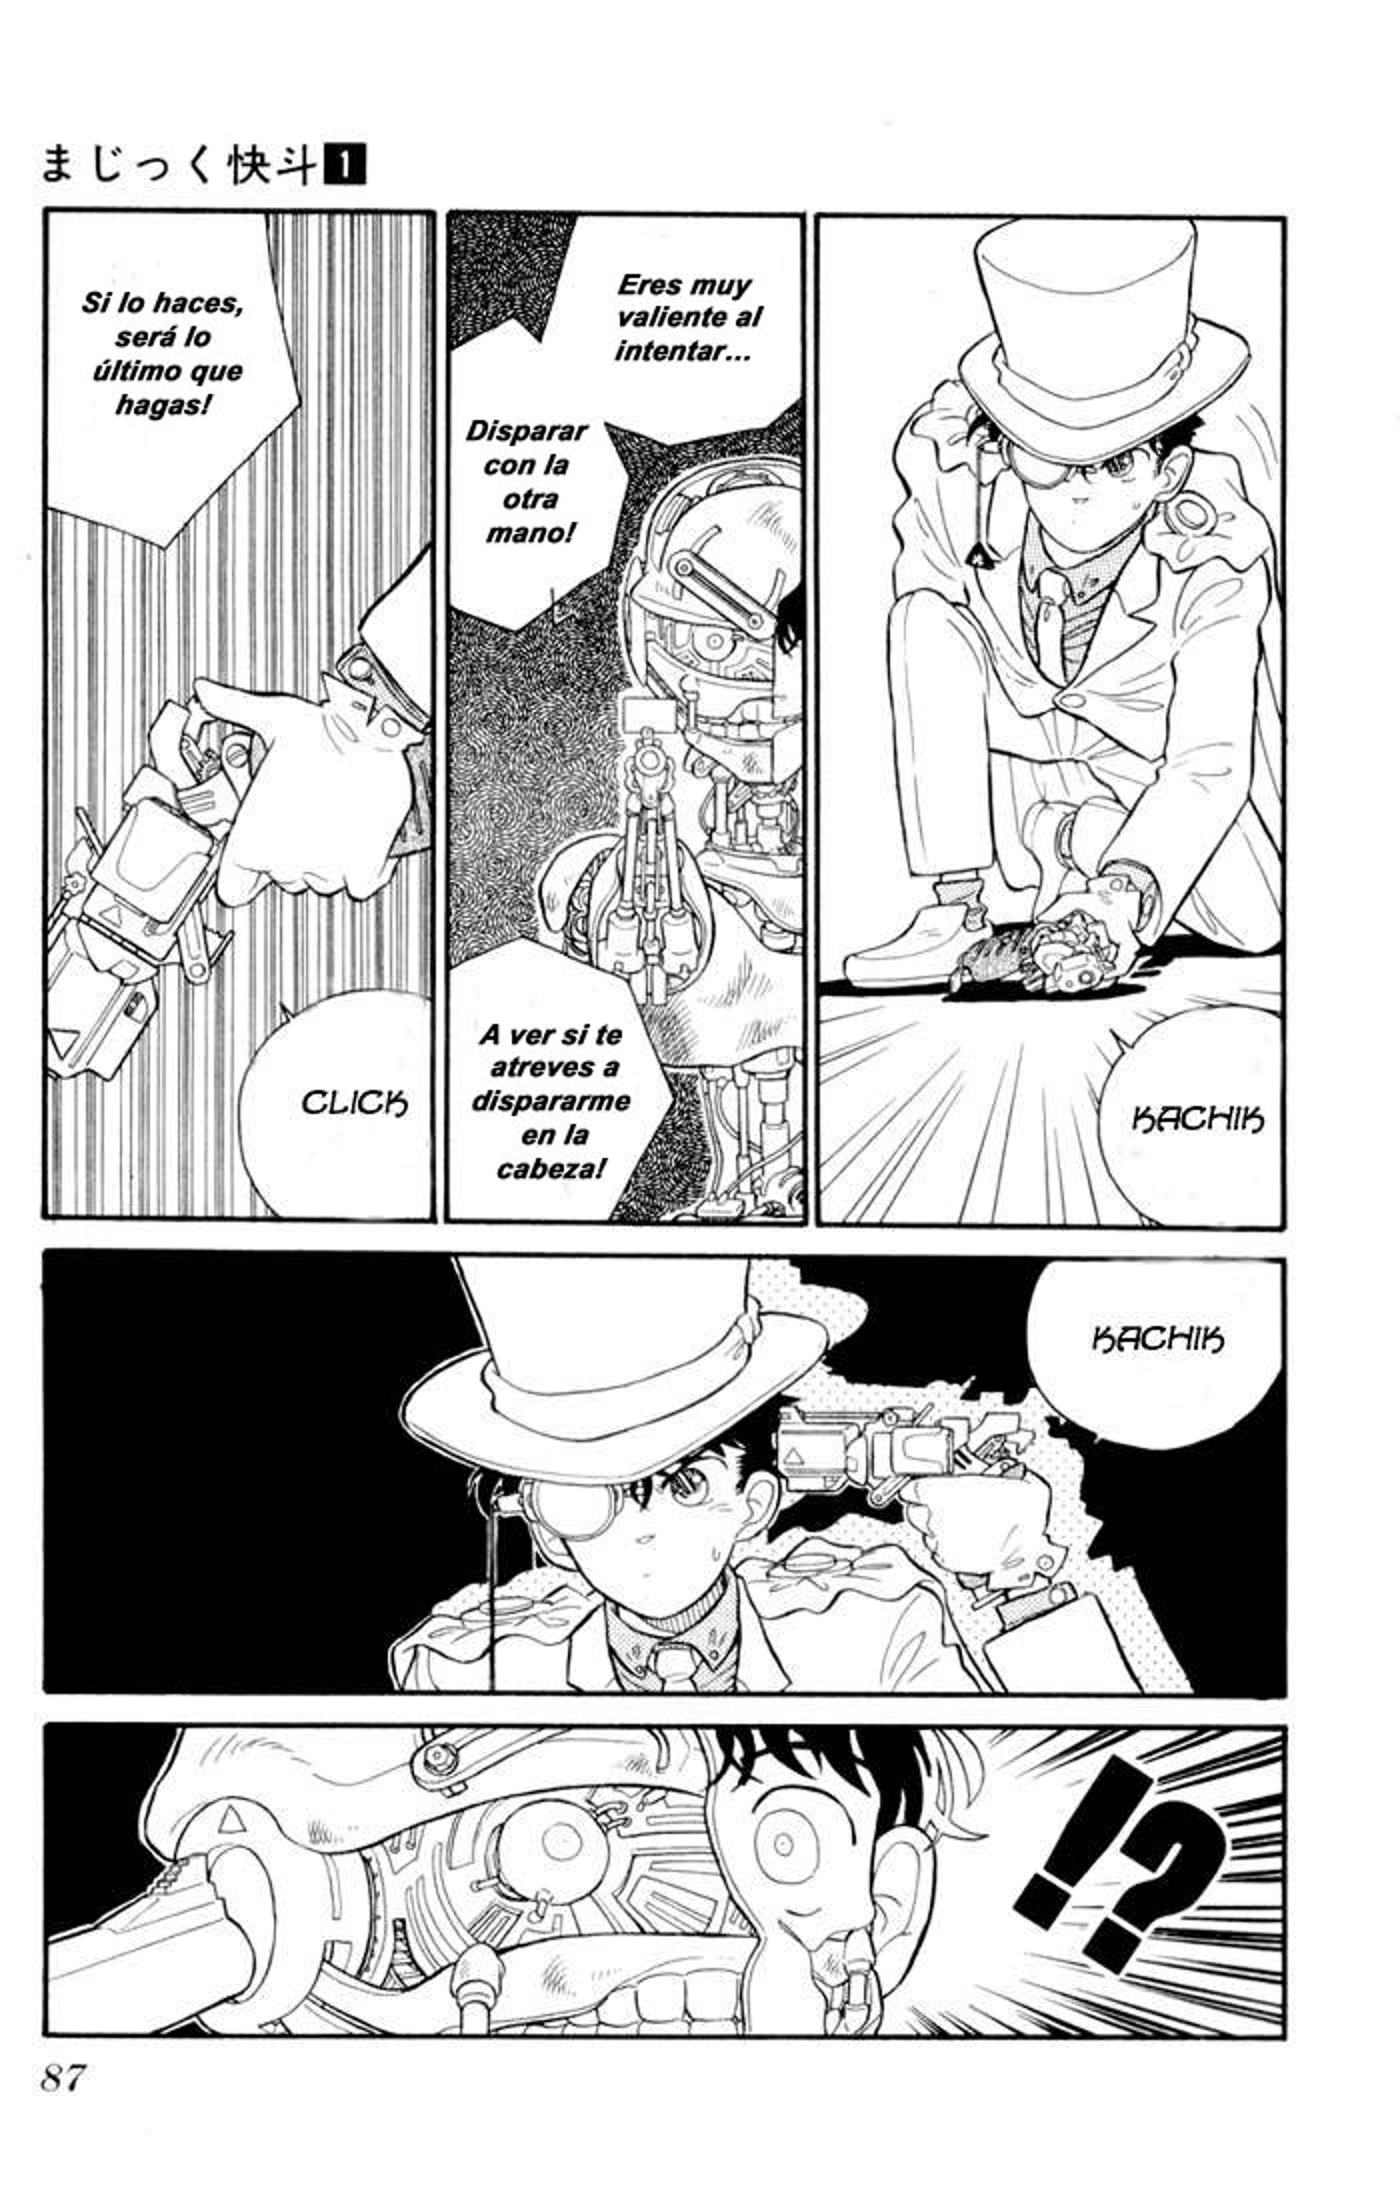 まじっく快斗1
KACHIK
Eres muy
valiente al
intentar...
Disparar
con la
otra
mano!
A ver si te
atreves a
dispararme
en la
cabeza!
Si lo haces,
será lo
último que
hagas!
CLICK
KACHIK
!?
87